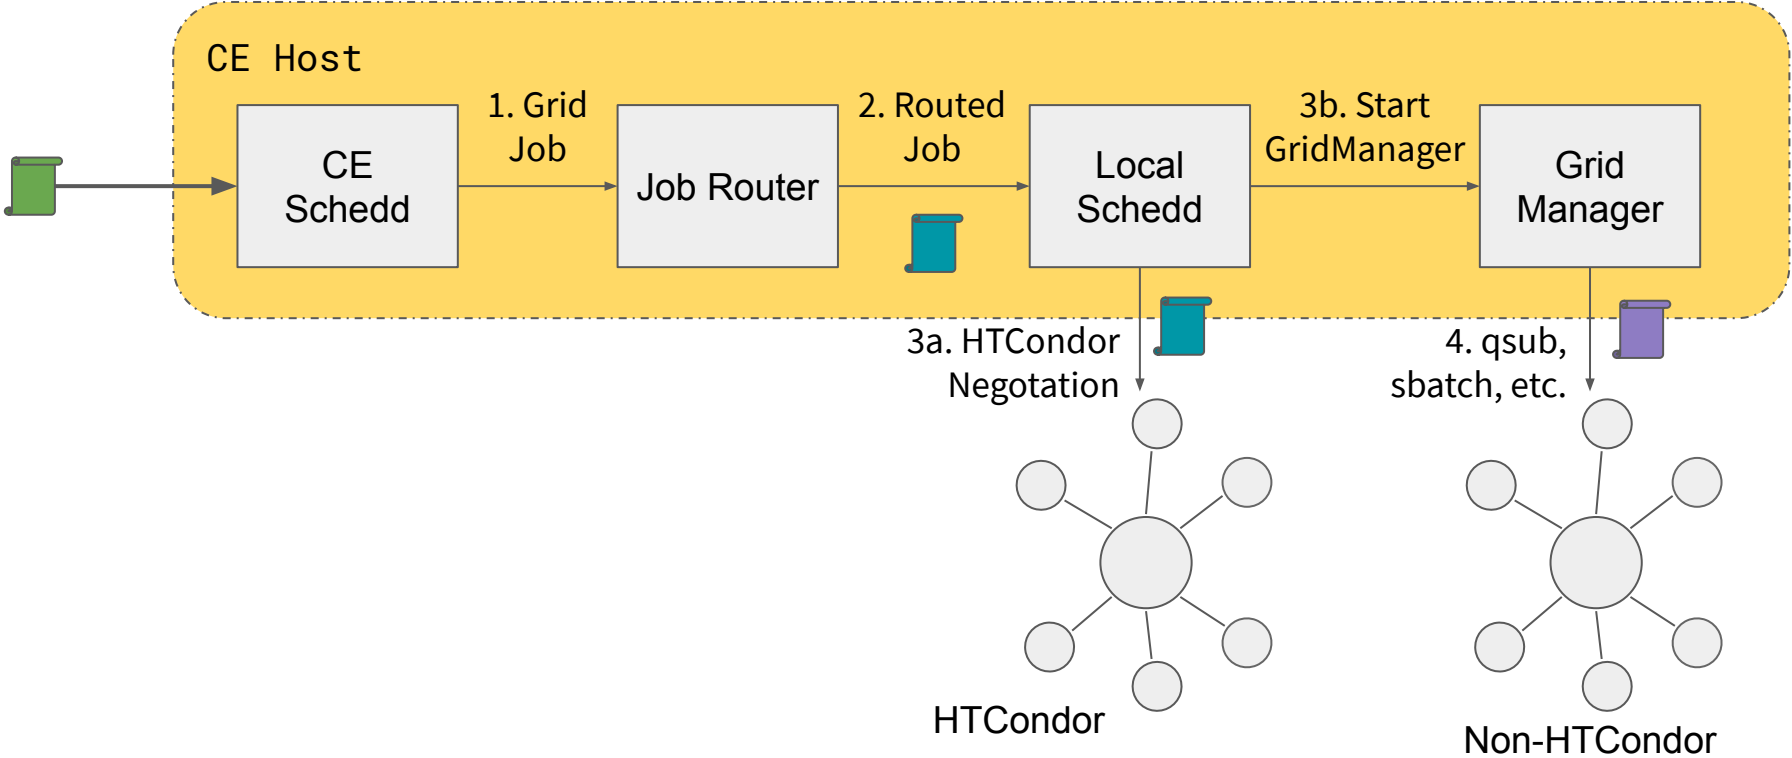 CE Host
1. Grid
Job
2. Routed
Job
3b. Start
GridManager
CE
Schedd
Job Router
Local
Schedd
Grid
Manager
3a. HTCondor
Negotation
4. qsub,
sbatch, etc.
HTCondor
Non-HTCondor